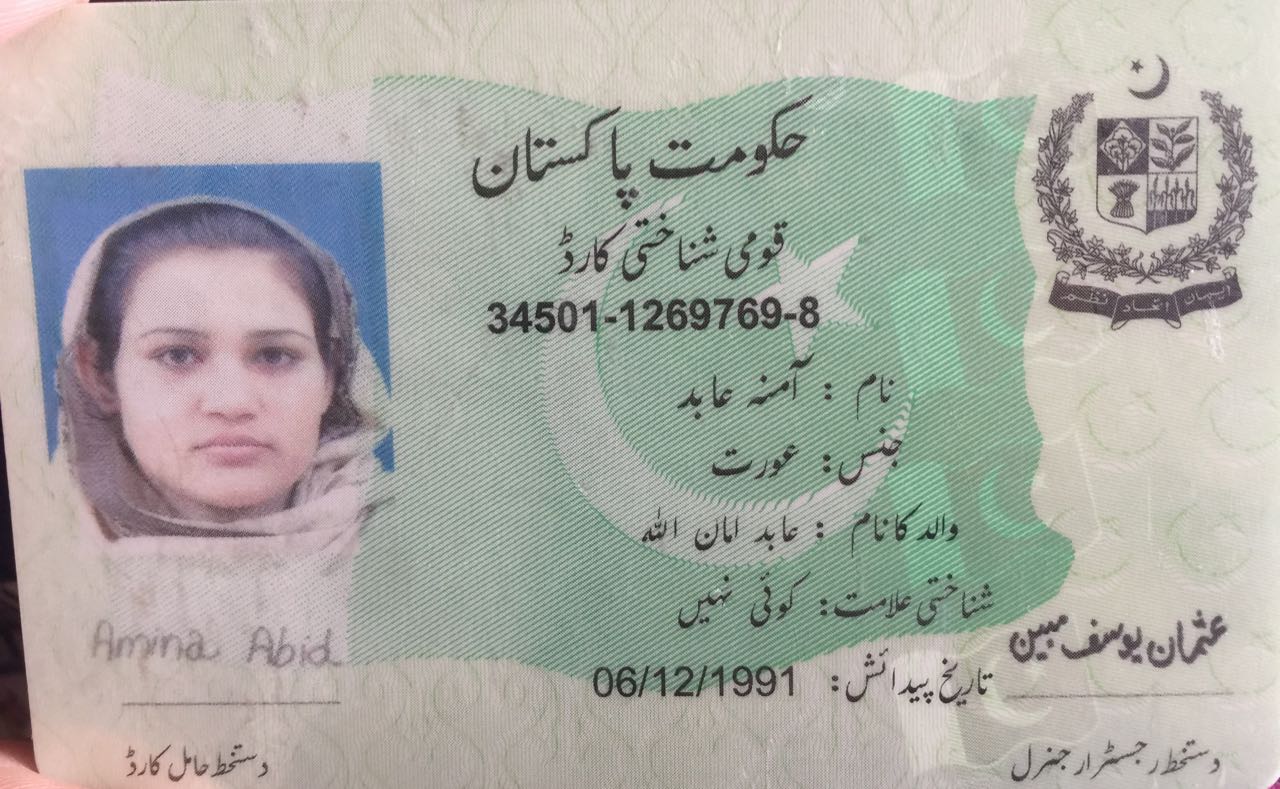 حکومت پاکستان
قومی شناختی کارڈ
34501-1269769-8
نام : آمنہ عابد
جنس: عورت
والد کا نام : عابد امان اللہ
شناختی علامت: کوئی نہیں
تاریخ پیدائش: 06/12/1991
ایمان اتحاد نظم
عثمان یوسف مبین
دستخط رجسٹرار جنرل
Amina Abid
دستخط حامل کارڈ